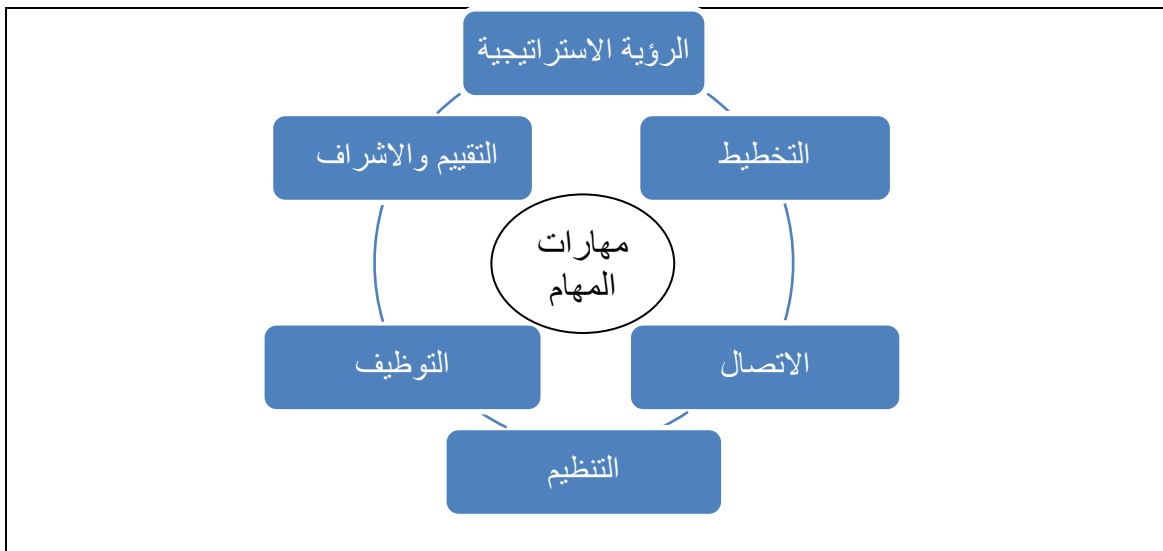 الرؤية الاستراتيجية
التقييم والاشراف
التخطيط
مهارات
المهام
التوظيف
الاتصال
التنظيم